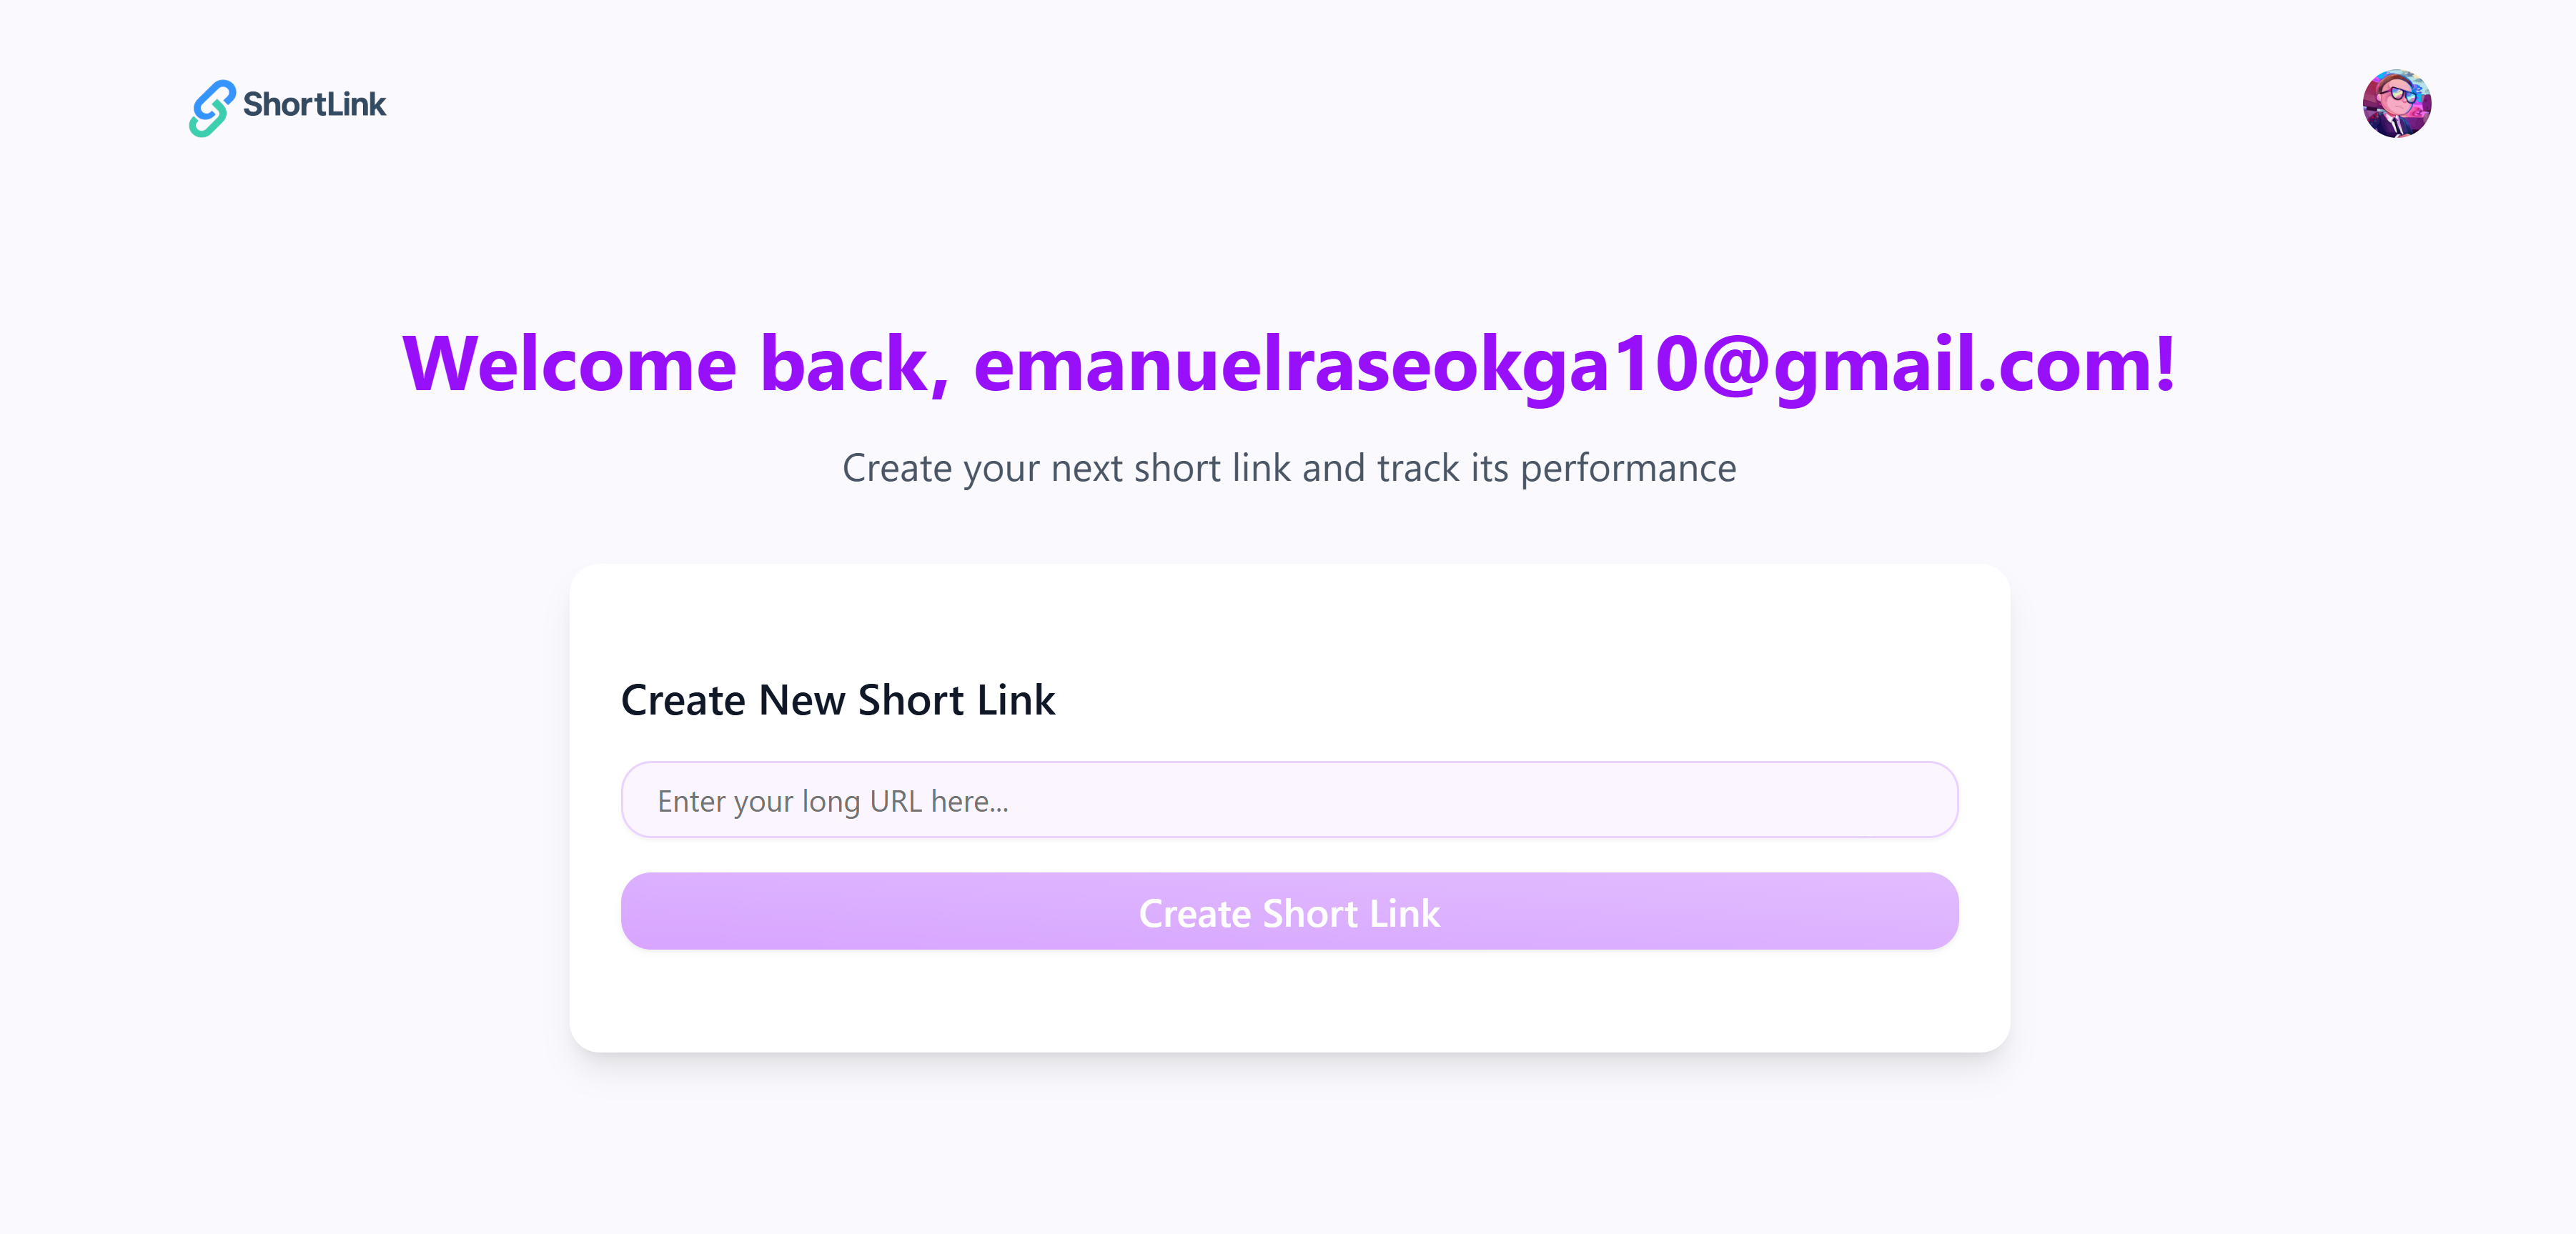 ShortLink
Welcome back, emanuelraseokga10@gmail.com!
Create your next short link and track its performance
Create New Short Link
Enter your long URL here...
Create Short Link